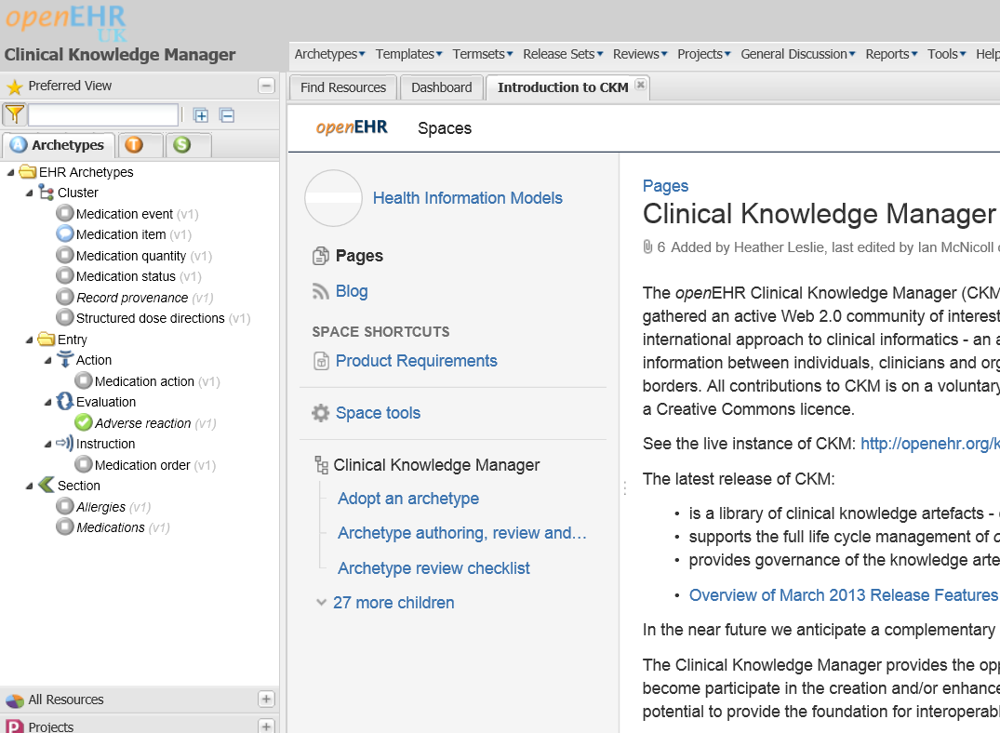 openEHR
UK
Clinical Knowledge Manager
Archetypes Templates Termsets Release Sets Reviews Projects General Discussion Reports Tools Help
Preferred View
Archetypes T S
EHR Archetypes
Cluster
Medication event (v1)
Medication item (v1)
Medication quantity (v1)
Medication status (v1)
Record provenance (v1)
Structured dose directions (v1)
Entry
Action
Medication action (v1)
Evaluation
Adverse reaction (v1)
Instruction
Medication order (v1)
Section
Allergies (v1)
Medications (v1)
All Resources
Projects
Find Resources Dashboard Introduction to CKM
openEHR Spaces
Health Information Models
Pages
Blog
SPACE SHORTCUTS
Product Requirements
Space tools
Clinical Knowledge Manager
Adopt an archetype
Archetype authoring, review and…
Archetype review checklist
27 more children
Pages
Clinical Knowledge Manager
6 Added by Heather Leslie, last edited by Ian McNicoll
The openEHR Clinical Knowledge Manager (CKM
gathered an active Web 2.0 community of interest
international approach to clinical informatics - an a
information between individuals, clinicians and org
borders. All contributions to CKM is on a voluntary
a Creative Commons licence.
See the live instance of CKM: http://openehr.org/k
The latest release of CKM:
• is a library of clinical knowledge artefacts -
• supports the full life cycle management of
• provides governance of the knowledge arte
• Overview of March 2013 Release Features
In the near future we anticipate a complementary
The Clinical Knowledge Manager provides the opp
become participate in the creation and/or enhance
potential to provide the foundation for interoperabl